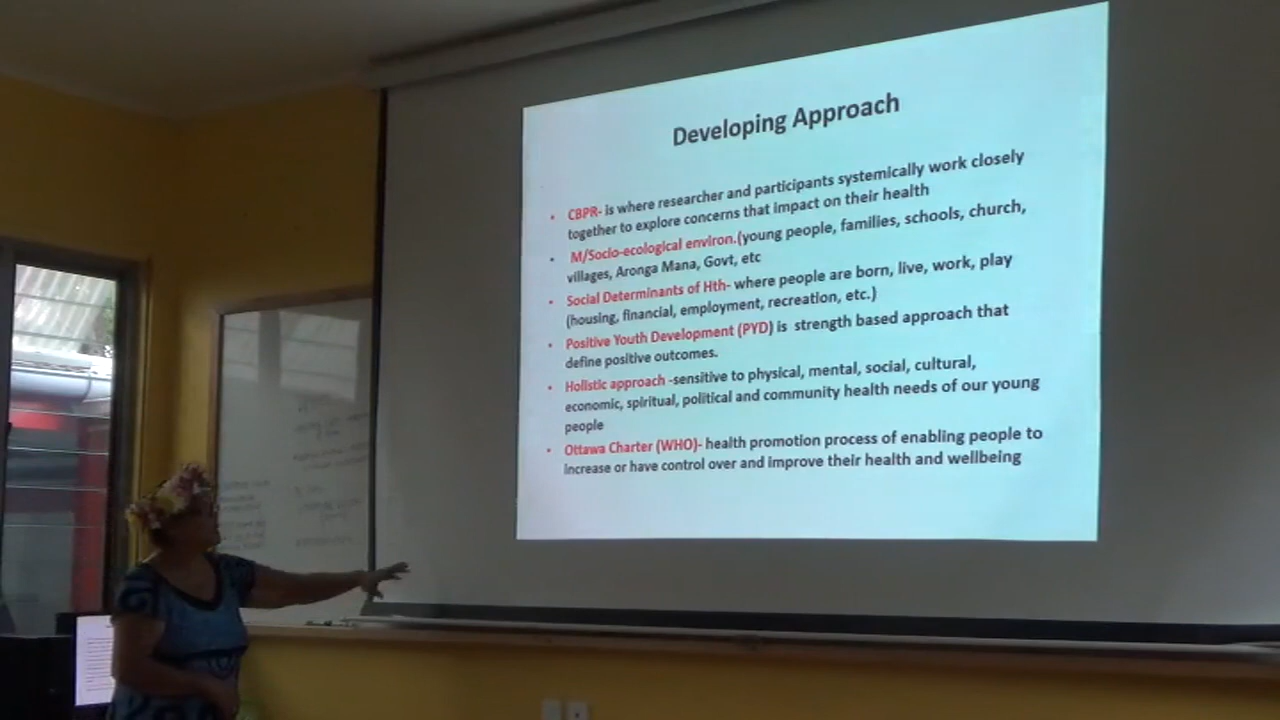 Developing Approach
• CBPR- is where researcher and participants systemically work closely
together to explore concerns that impact on their health
• M/Socio-ecological environ.(young people, families, schools, church,
villages, Aronga Mana, Govt, etc
• Social Determinants of Hth- where people are born, live, work, play
(housing, financial, employment, recreation, etc.)
• Positive Youth Development (PYD) is strength based approach that
define positive outcomes.
• Holistic approach -sensitive to physical, mental, social, cultural,
economic, spiritual, political and community health needs of our young
people
• Ottawa Charter (WHO)- health promotion process of enabling people to
increase or have control over and improve their health and wellbeing